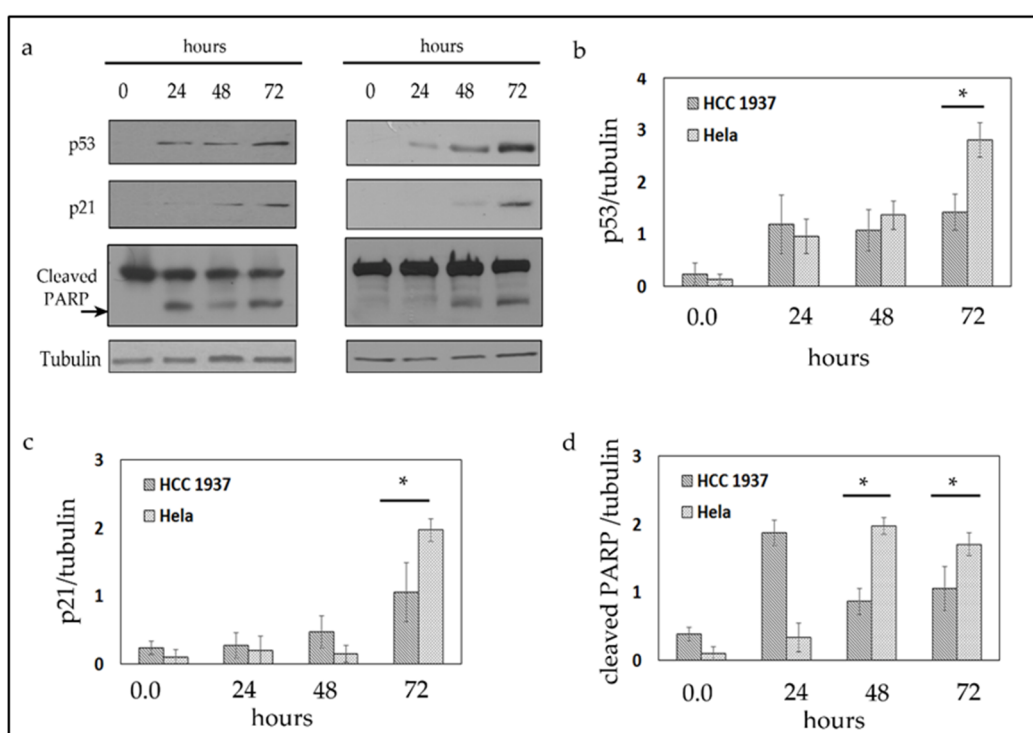 a
hours
hours
0 24 48 72
0 24 48 72
p53
p21
Cleaved
PARP
Tubulin
b
4
3
2
1
0
p53/tubulin
HCC 1937
Hela
*
0.0 24 48 72
hours
c
3
2
1
0
p21/tubulin
HCC 1937
Hela
*
0.0 24 48 72
hours
d
3
2
1
0
cleaved PARP /tubulin
HCC 1937
Hela
* *
0.0 24 48 72
hours